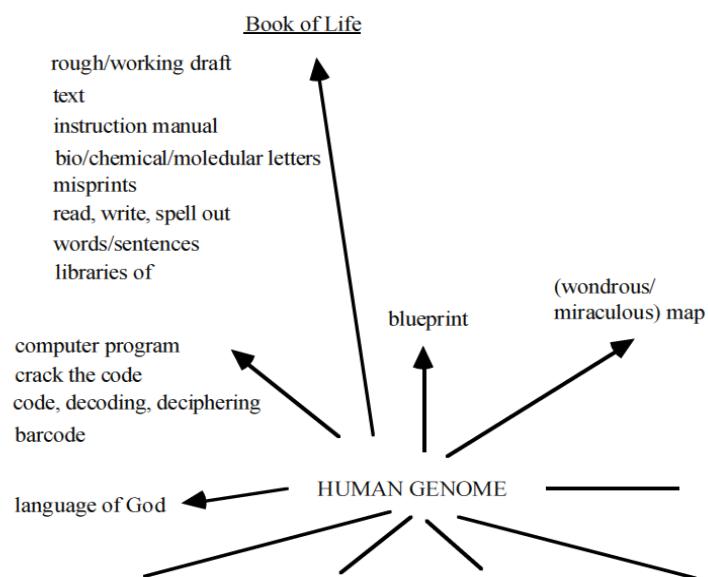 Book of Life
rough/working draft
text
instruction manual
bio/chemical/moledular letters
misprints
read, write, spell out
words/sentences
libraries of
(wondrous/
miraculous) map
blueprint
computer program
crack the code
code, decoding, deciphering
barcode
language of God
HUMAN GENOME